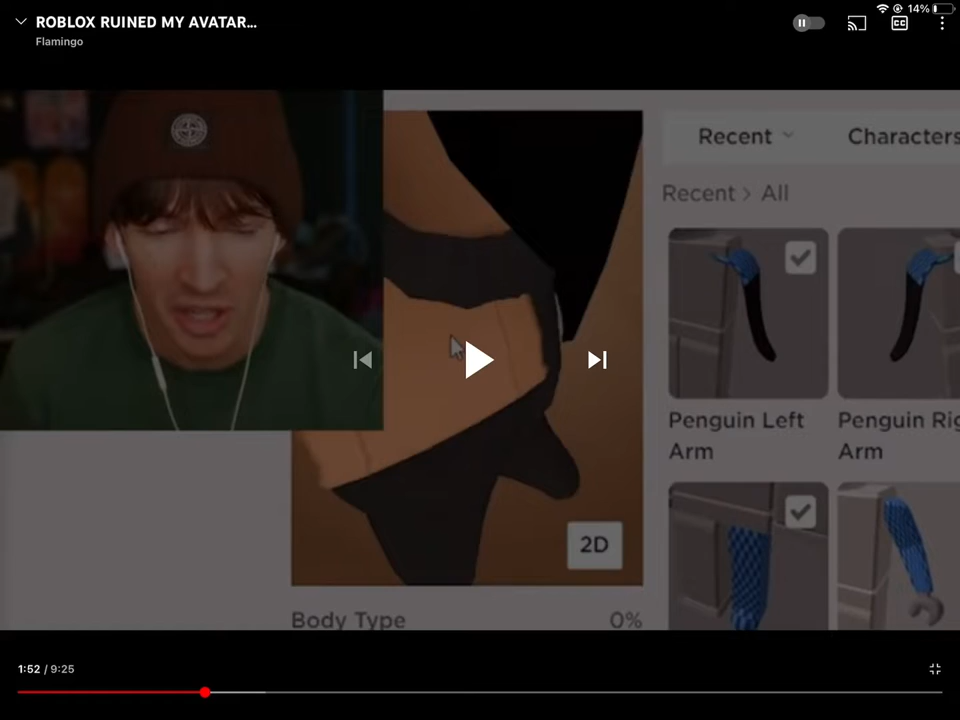 ROBLOX RUINED MY AVATAR...
Flamingo
14%
CC
Recent
Characters
Recent > All
Penguin Left
Arm
Penguin Rig
Arm
2D
Body Type 0%
1:52 / 9:25